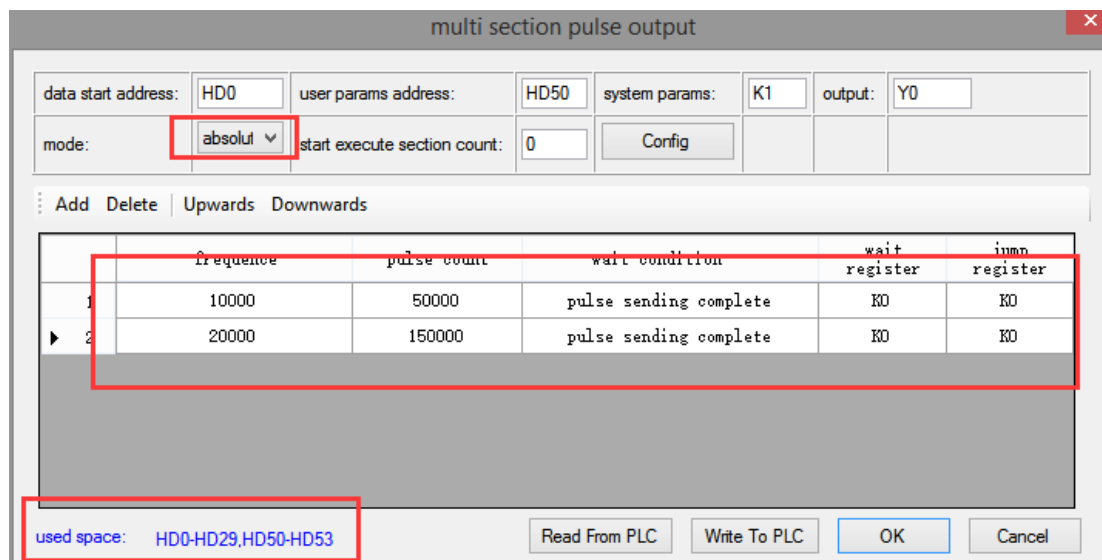 multi section pulse output
data start address: HD0 user params address: HD50 system params: K1 output: Y0
mode: absolut start execute section count: 0 Config
Add Delete Upwards Downwards
frequence pulse count wait condition wait register jump register
1 10000 50000 pulse sending complete K0 K0
2 20000 150000 pulse sending complete K0 K0
used space: HD0-HD29,HD50-HD53 Read From PLC Write To PLC OK Cancel